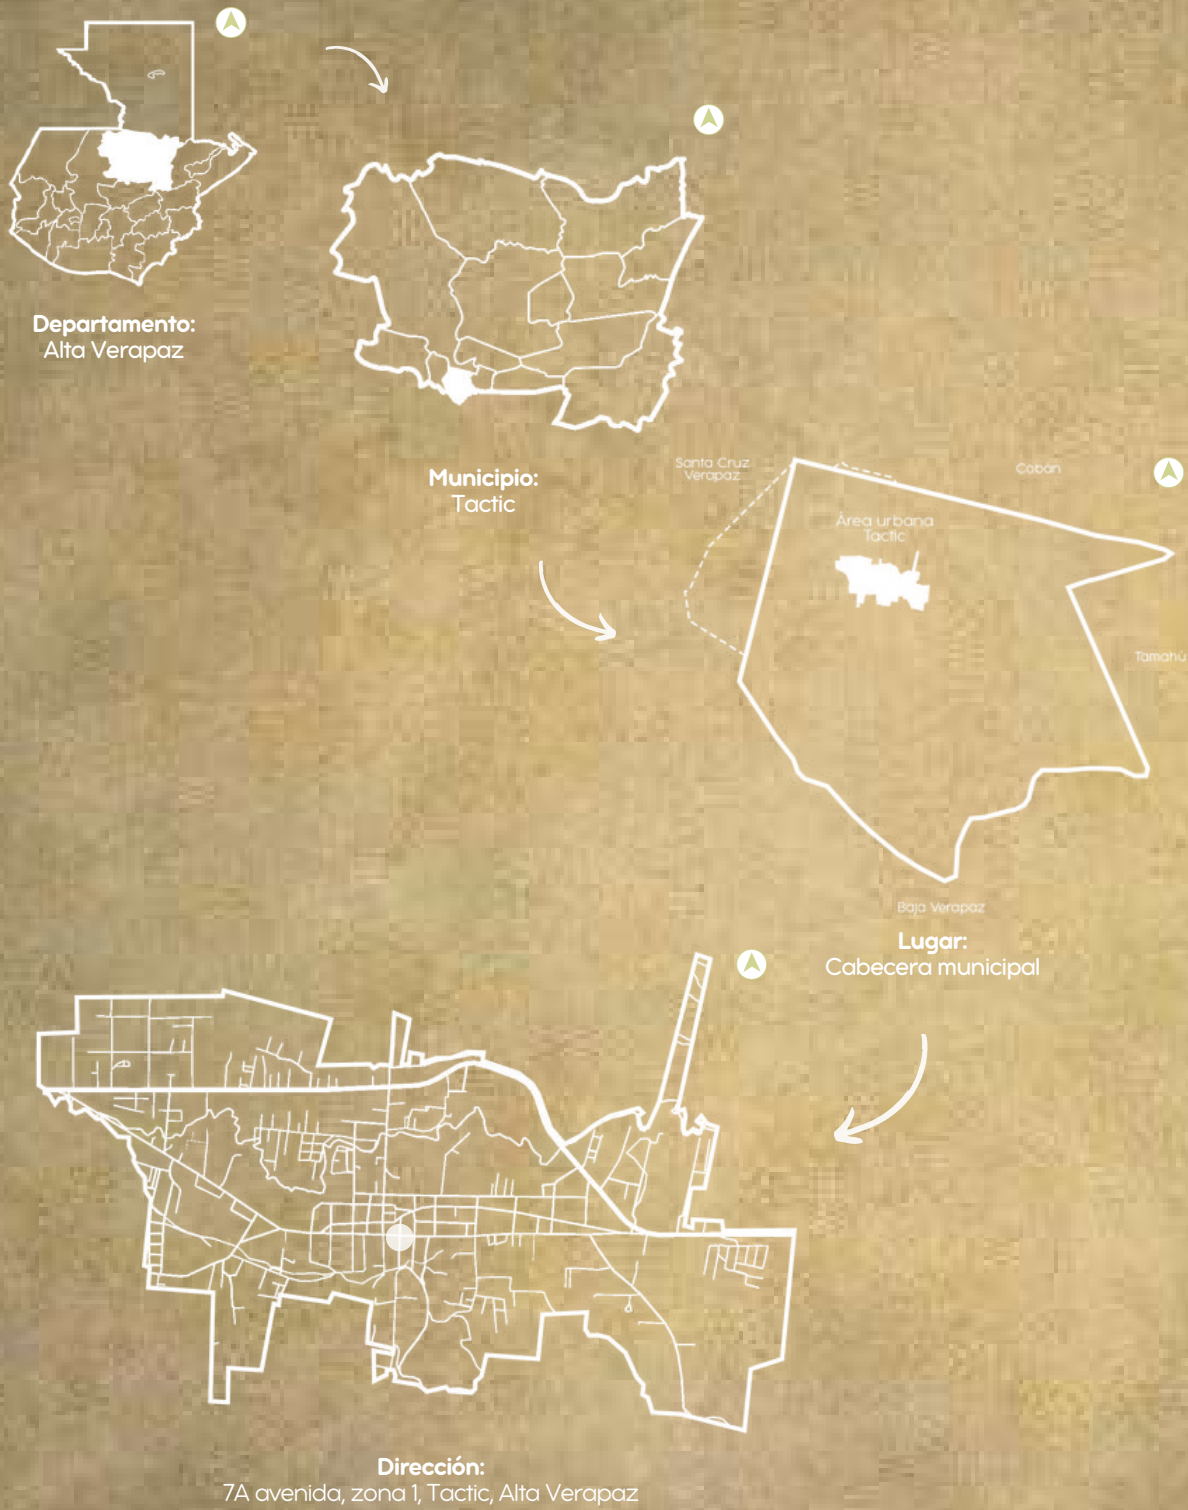 Departamento:
Alta Verapaz
Municipio:
Tactic
Santa Cruz
Verapaz
Cobán
Área urbana
Tactic
Tamahú
Baja Verapaz
Lugar:
Cabecera municipal
Dirección:
7A avenida, zona 1, Tactic, Alta Verapaz